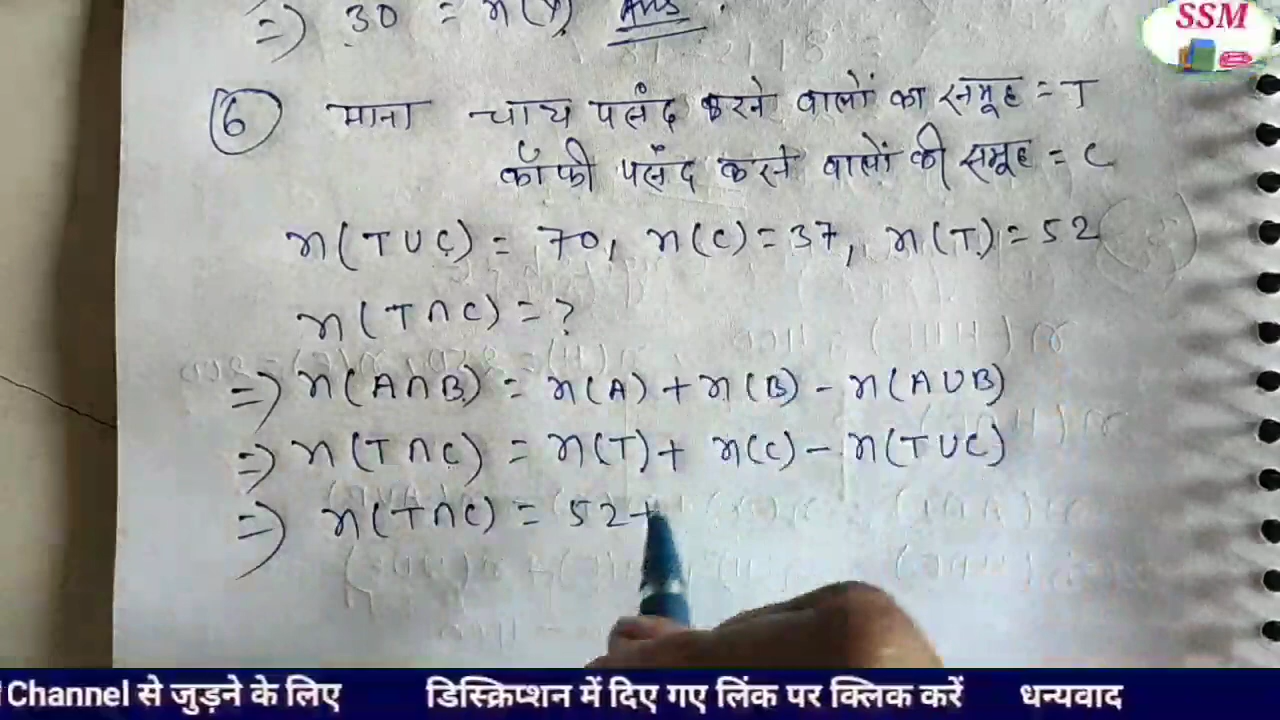 =) 30 = n(Y) Ans.
SSM
6 माना चाय पसंद करने वालों का समूह = T
कॉफी पसंद करने वालों की समूह = C
n(T∪C) = 70, n(C) = 37, n(T) = 52
n(T∩C) = ?
=) n(A∩B) = n(A) + n(B) - n(A∪B)
=) n(T∩C) = n(T) + n(C) - n(T∪C)
=) n(T∩C) = 52+
Channel से जुड़ने के लिए डिस्क्रिप्शन में दिए गए लिंक पर क्लिक करें धन्यवाद